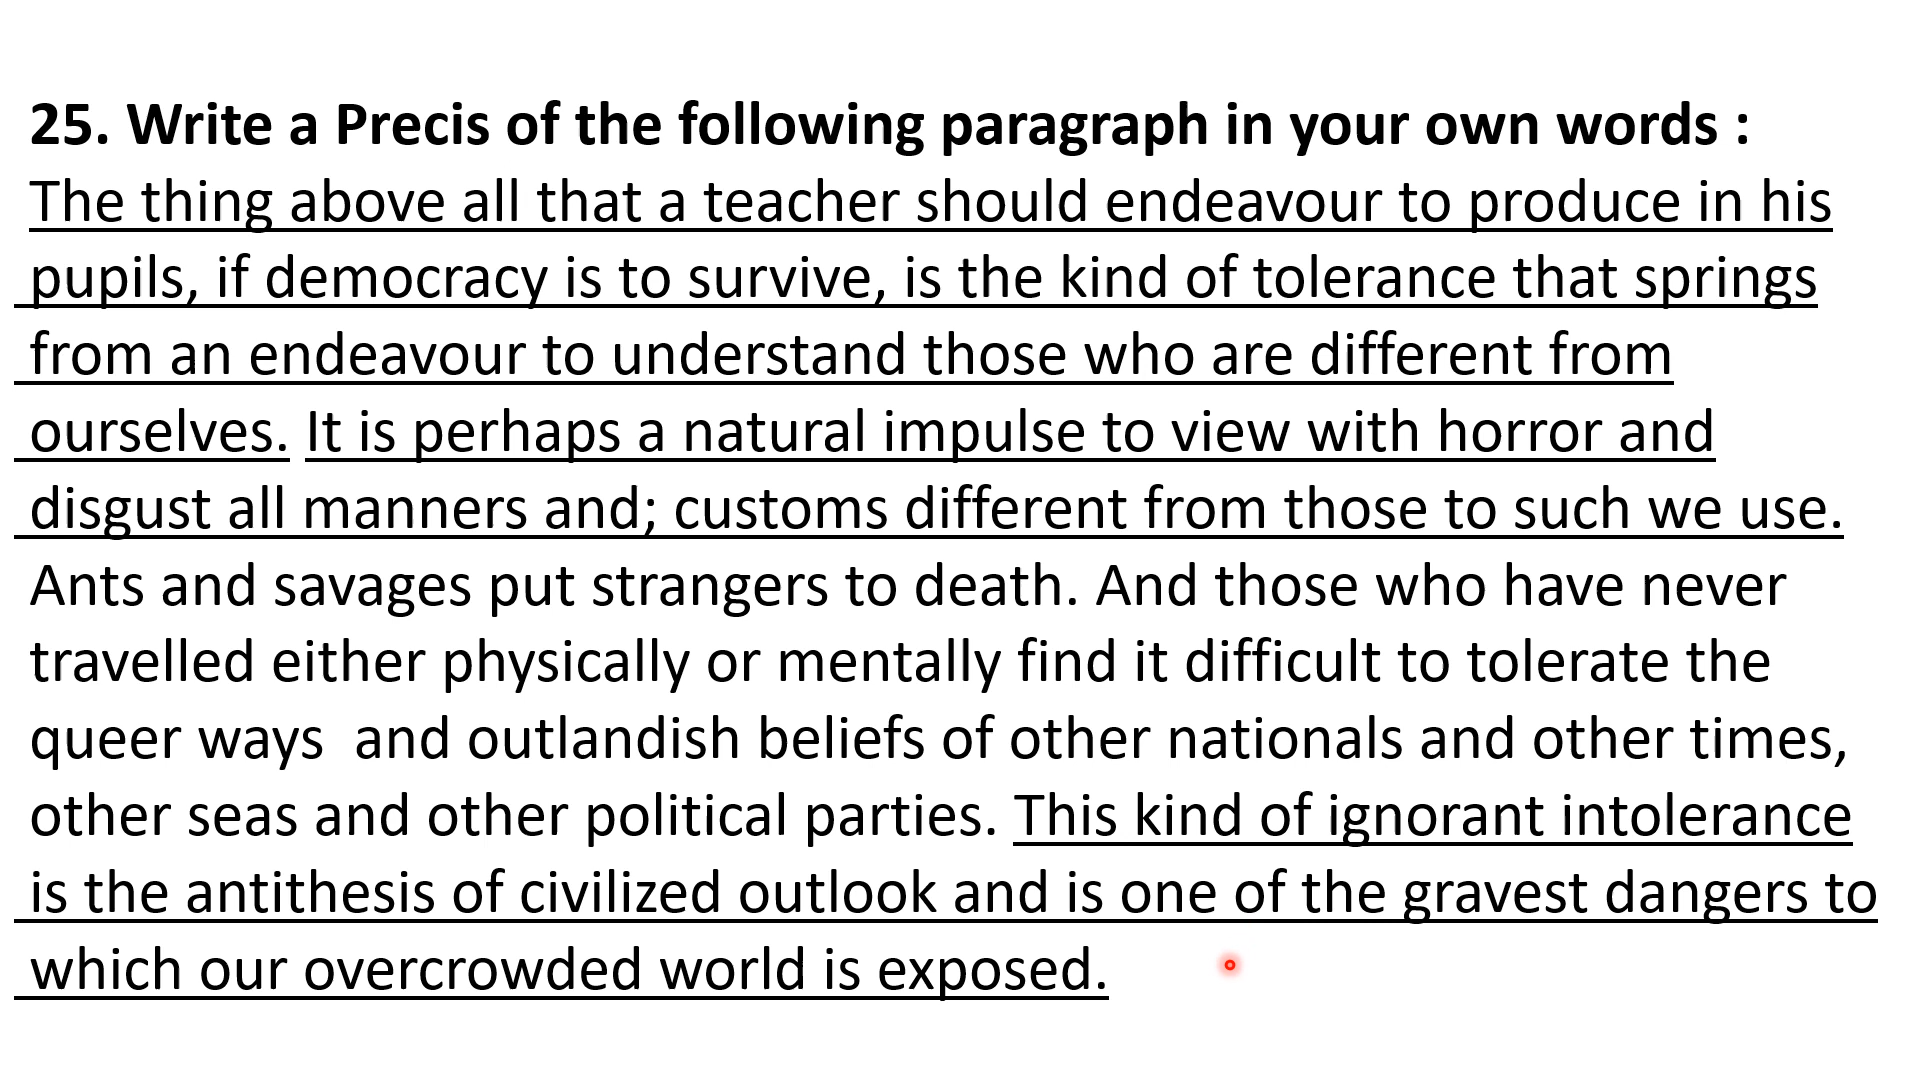 25. Write a Precis of the following paragraph in your own words :
The thing above all that a teacher should endeavour to produce in his
pupils, if democracy is to survive, is the kind of tolerance that springs
from an endeavour to understand those who are different from
ourselves. It is perhaps a natural impulse to view with horror and
disgust all manners and; customs different from those to such we use.
Ants and savages put strangers to death. And those who have never
travelled either physically or mentally find it difficult to tolerate the
queer ways  and outlandish beliefs of other nationals and other times,
other seas and other political parties. This kind of ignorant intolerance
is the antithesis of civilized outlook and is one of the gravest dangers to
which our overcrowded world is exposed.